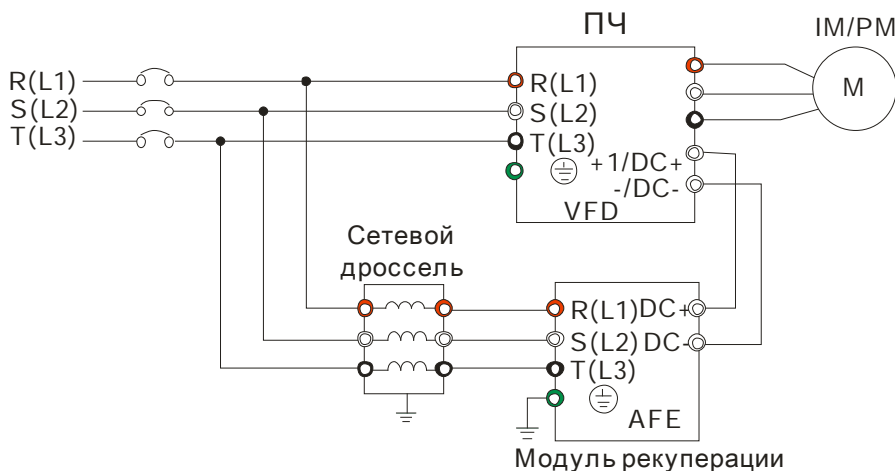 ПЧ
IM/PM
R(L1)
S(L2)
T(L3)
R(L1)
S(L2)
T(L3)
+1/DC+
-/DC-
VFD
M
Сетевой
дроссель
R(L1) DC+
S(L2) DC-
T(L3)
AFE
Модуль рекуперации